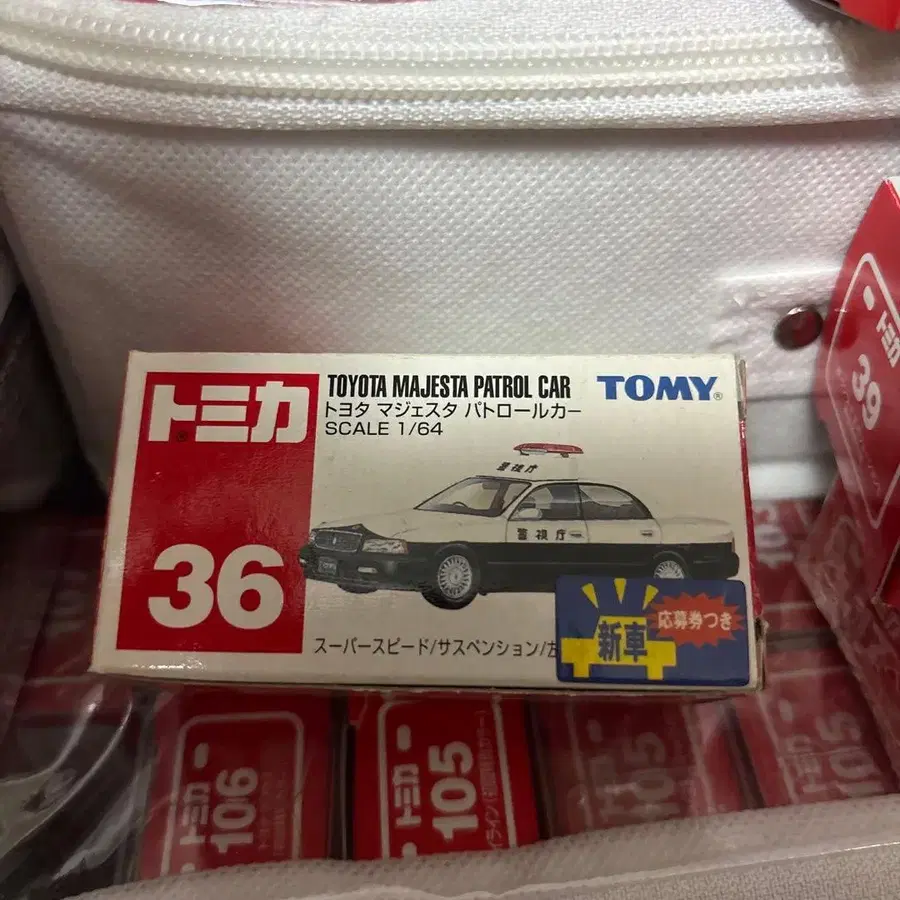 トミカ
TOYOTA MAJESTA PATROL CAR
TOMY®
トヨタ マジェスタ パトロールカー
SCALE 1/64
36
警視庁
警視庁
スーパースピード/サスペンション/左
新車
応募券つき
トミカ
39
トミカ
106
トミカ
105
105
103